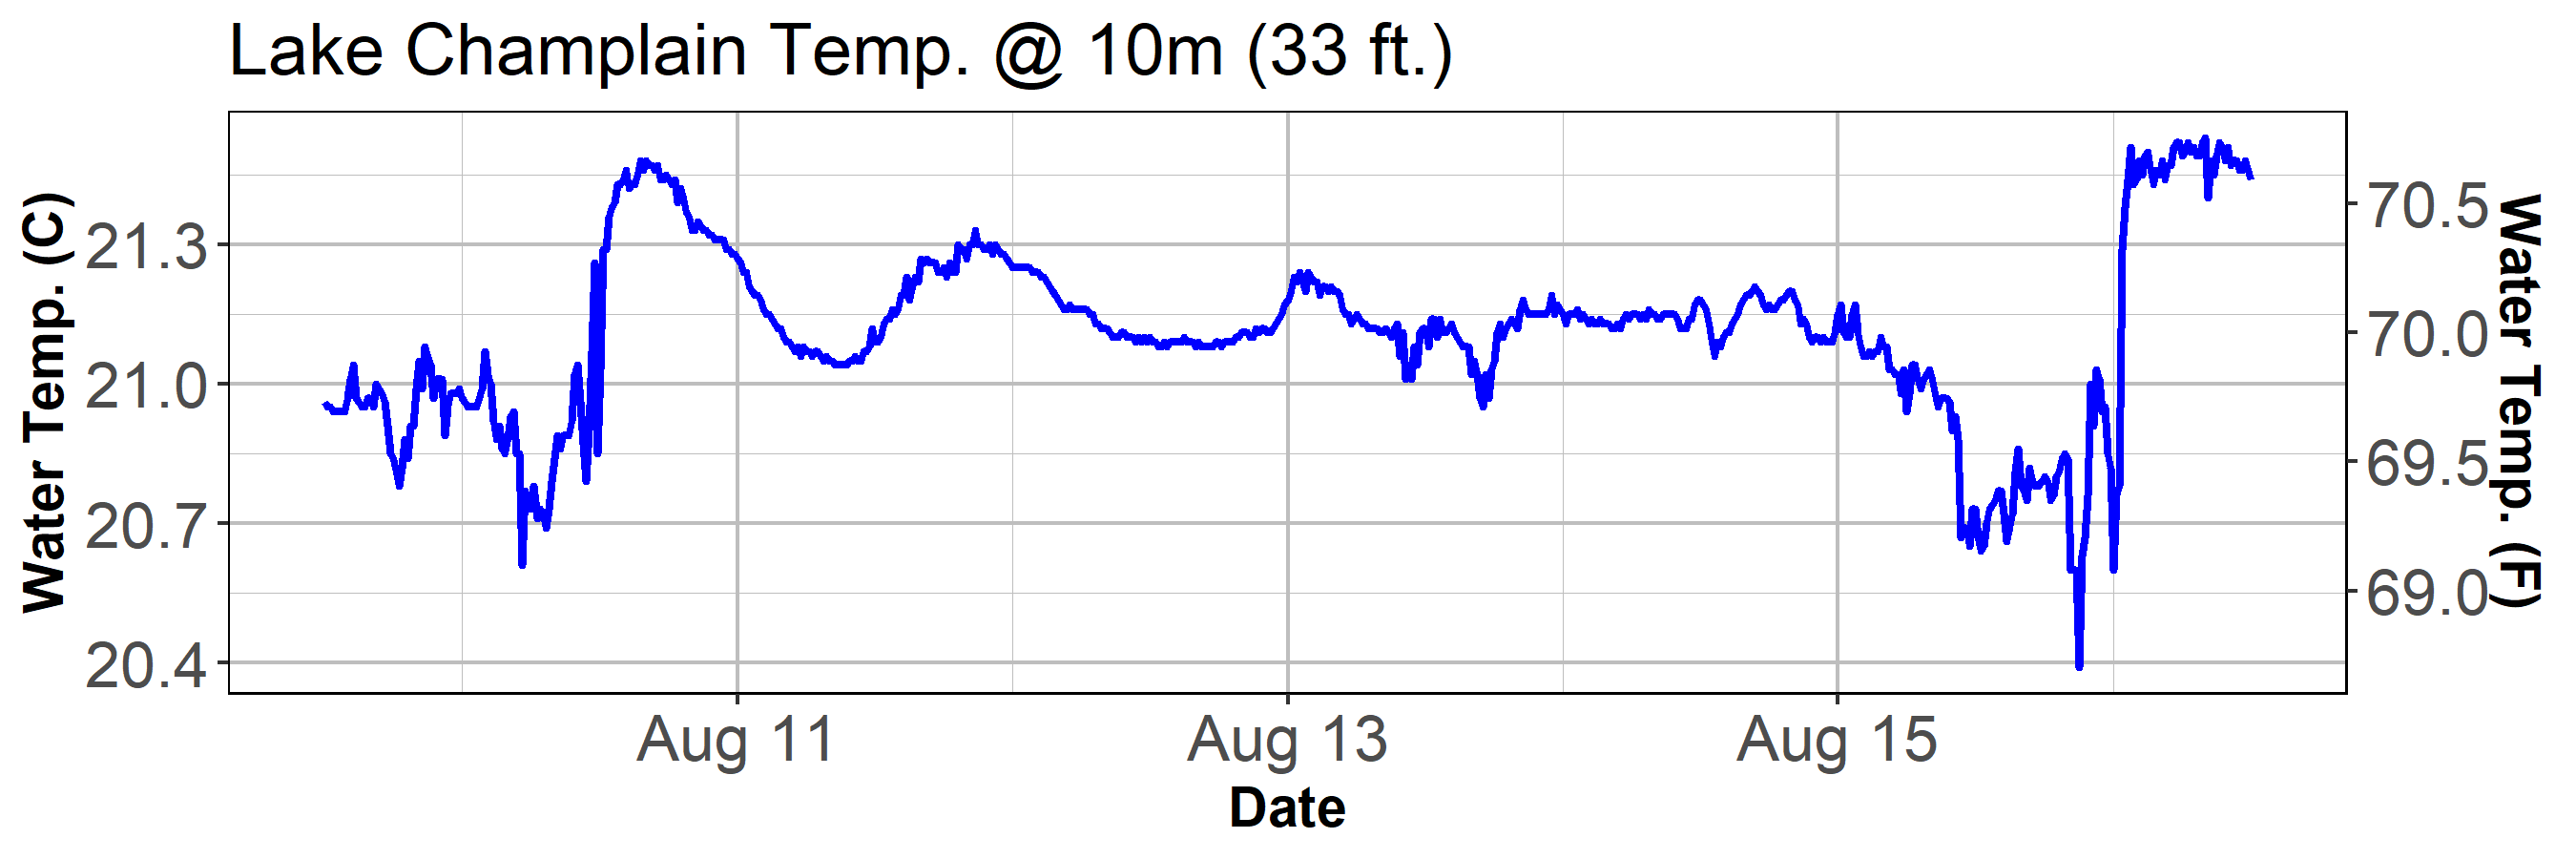 Lake Champlain Temp. @ 10m (33 ft.)
Water Temp. (C)
21.3
21.0
20.7
20.4
70.5
70.0
69.5
69.0
Water Temp. (F)
Aug 11
Aug 13
Aug 15
Date